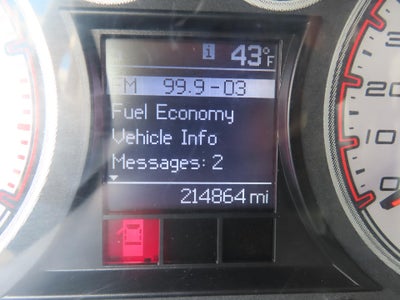 i 43°F
FM 99.9-03
Fuel Economy
Vehicle Info
Messages: 2
214864 mi